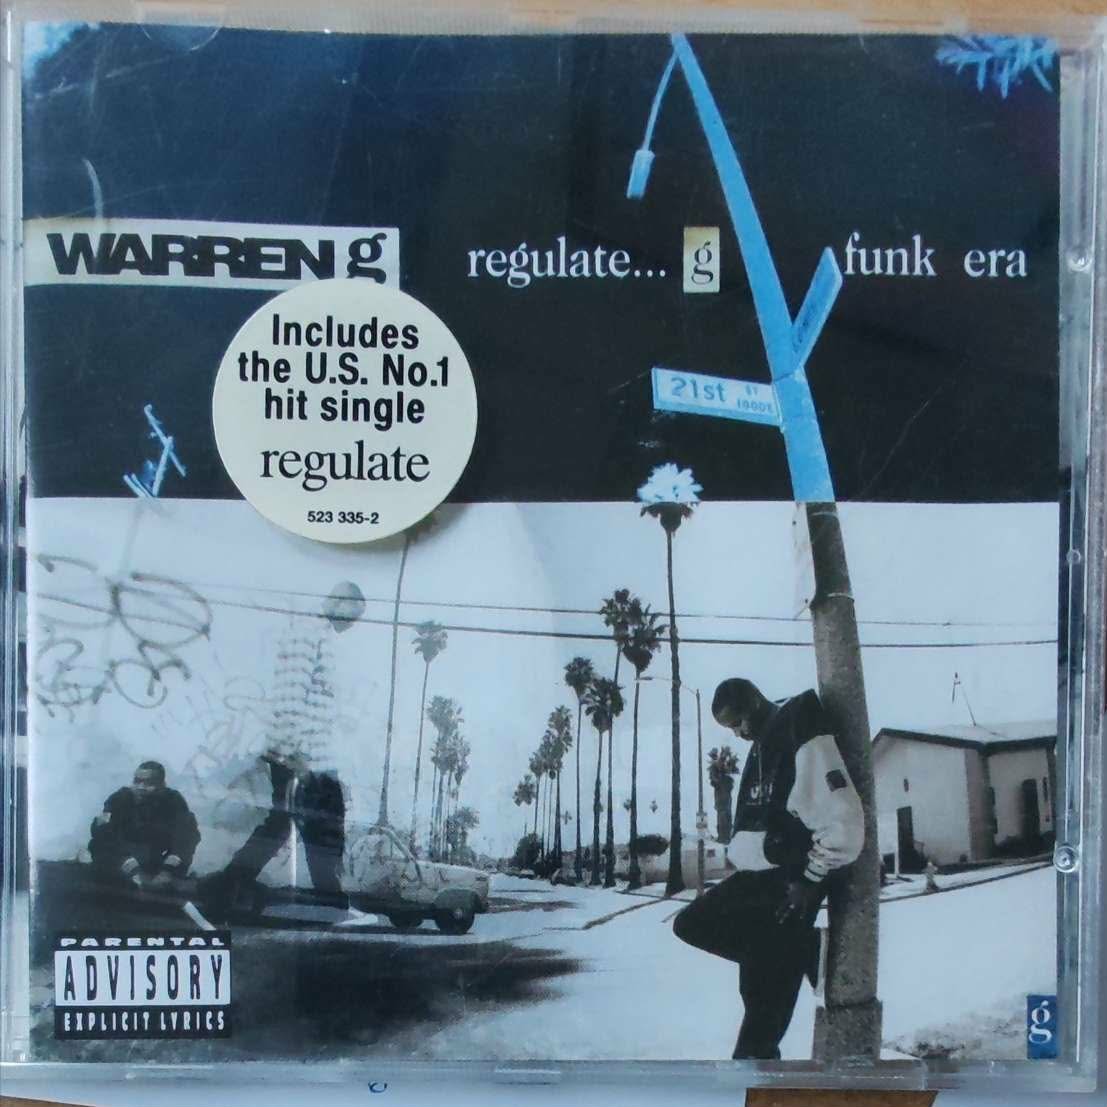 WARREN g
regulate... g funk era
Includes
the U.S. No.1
hit single
regulate
523 335-2
21st ST
PARENTAL
ADVISORY
EXPLICIT LYRICS
g